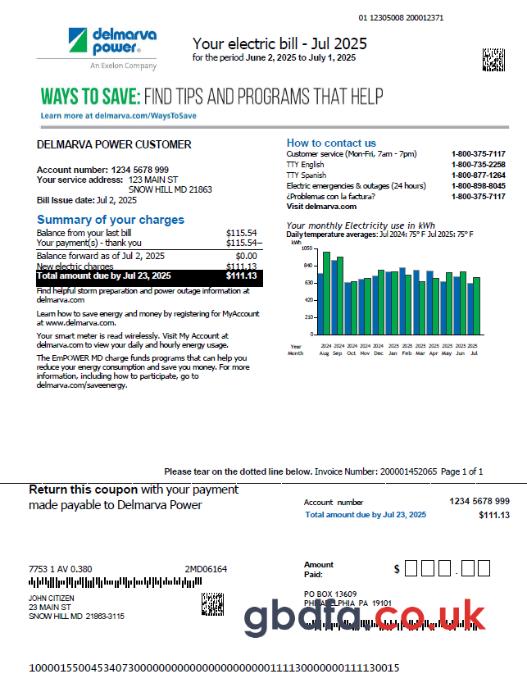 01 12305008 200012371
delmarva power®
An Exelon Company
Your electric bill - Jul 2025
for the period June 2, 2025 to July 1, 2025
WAYS TO SAVE: FIND TIPS AND PROGRAMS THAT HELP
Learn more at delmarva.com/WaysToSave
DELMARVA POWER CUSTOMER
Account number: 1234 5678 999
Your service address: 123 MAIN ST
SNOW HILL MD 21863
Bill Issue date: Jul 2, 2025
Summary of your charges
Balance from your last bill $115.54
Your payment(s) - thank you $115.54–
Balance forward as of Jul 2, 2025 $0.00
New electric charges $111.13
Total amount due by Jul 23, 2025 $111.13
Find helpful storm preparation and power outage information at
delmarva.com
Learn how to save energy and money by registering for MyAccount
at www.delmarva.com.
Your smart meter is read wirelessly. Visit My Account at
delmarva.com to view your daily and hourly energy usage.
The EmPOWER MD charge funds programs that can help you
reduce your energy consumption and save you money. For more
information, including how to participate, go to
delmarva.com/saveenergy.
How to contact us
Customer service (Mon-Fri, 7am - 7pm) 1-800-375-7117
TTY English 1-800-735-2258
TTY Spanish 1-800-877-1264
Electric emergencies & outages (24 hours) 1-800-898-8045
¿Problemas con la factura? 1-800-375-7117
Visit delmarva.com
Your monthly Electricity use in kWh
Daily temperature averages: Jul 2024: 75° F Jul 2025: 75° F
kWh
1050
840
630
420
210
0
Year 2024 2024 2024 2024 2024 2025 2025 2025 2025 2025 2025 2025
Month Aug Sep Oct Nov Dec Jan Feb Mar Apr May Jun Jul
Please tear on the dotted line below. Invoice Number: 200001452065 Page 1 of 1
Return this coupon with your payment
made payable to Delmarva Power
Account number 1234 5678 999
Total amount due by Jul 23, 2025 $111.13
7753 1 AV 0.380 2MD06164
JOHN CITIZEN
23 MAIN ST
SNOW HILL MD 21863-3115
Amount
Paid: $ .
PO BOX 13609
PHILADELPHIA PA 19101
gbdfa.co.uk